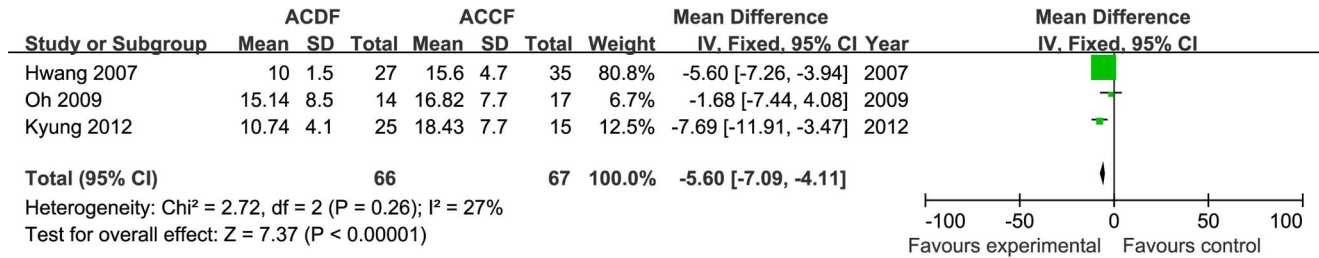 ACDF ACCF Mean Difference Mean Difference
Study or Subgroup Mean SD Total Mean SD Total Weight IV, Fixed, 95% CI Year IV, Fixed, 95% CI
Hwang 2007 10 1.5 27 15.6 4.7 35 80.8% -5.60 [-7.26, -3.94] 2007
Oh 2009 15.14 8.5 14 16.82 7.7 17 6.7% -1.68 [-7.44, 4.08] 2009
Kyung 2012 10.74 4.1 25 18.43 7.7 15 12.5% -7.69 [-11.91, -3.47] 2012
Total (95% CI) 66 67 100.0% -5.60 [-7.09, -4.11]
Heterogeneity: Chi² = 2.72, df = 2 (P = 0.26); I² = 27%
Test for overall effect: Z = 7.37 (P < 0.00001)
-100 -50 0 50 100
Favours experimental Favours control